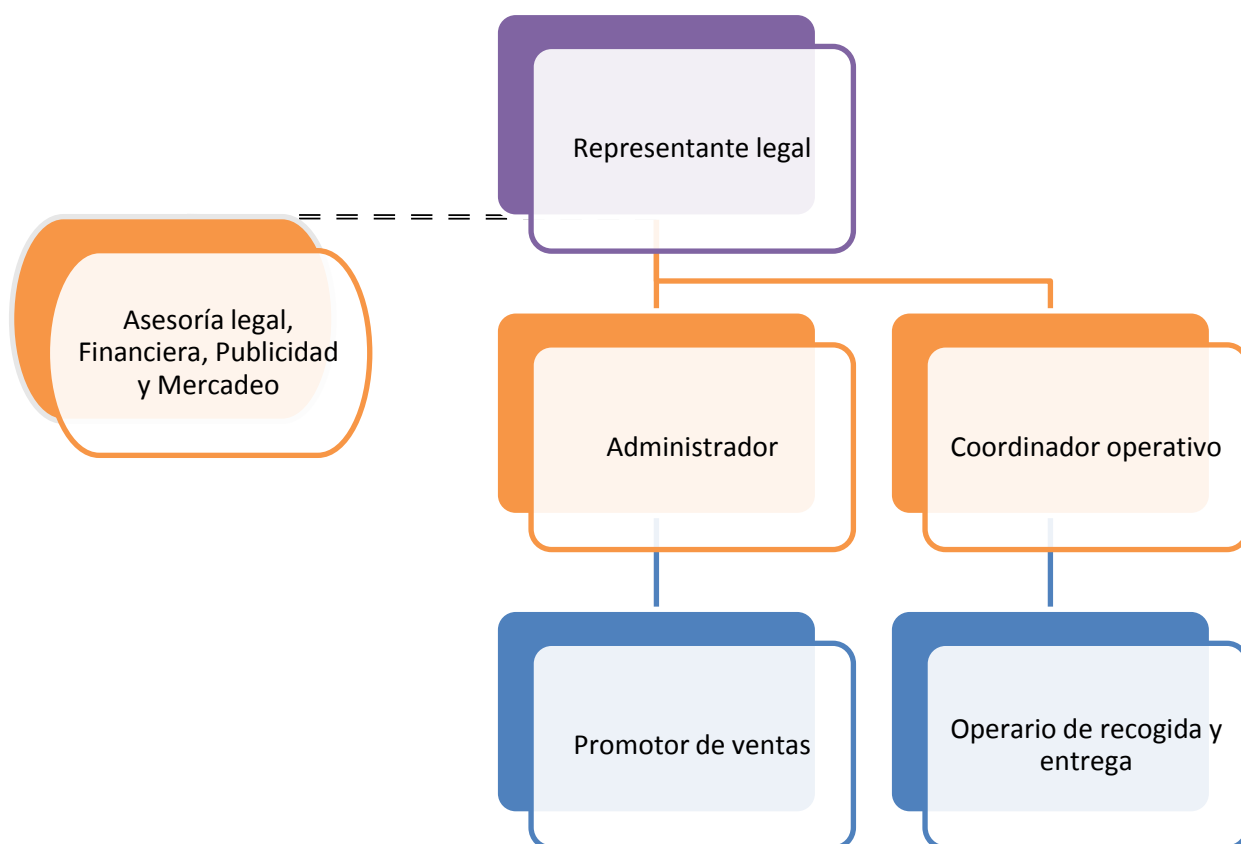 Representante legal
Asesoría legal,
Financiera, Publicidad
y Mercadeo
Administrador
Coordinador operativo
Promotor de ventas
Operario de recogida y
entrega